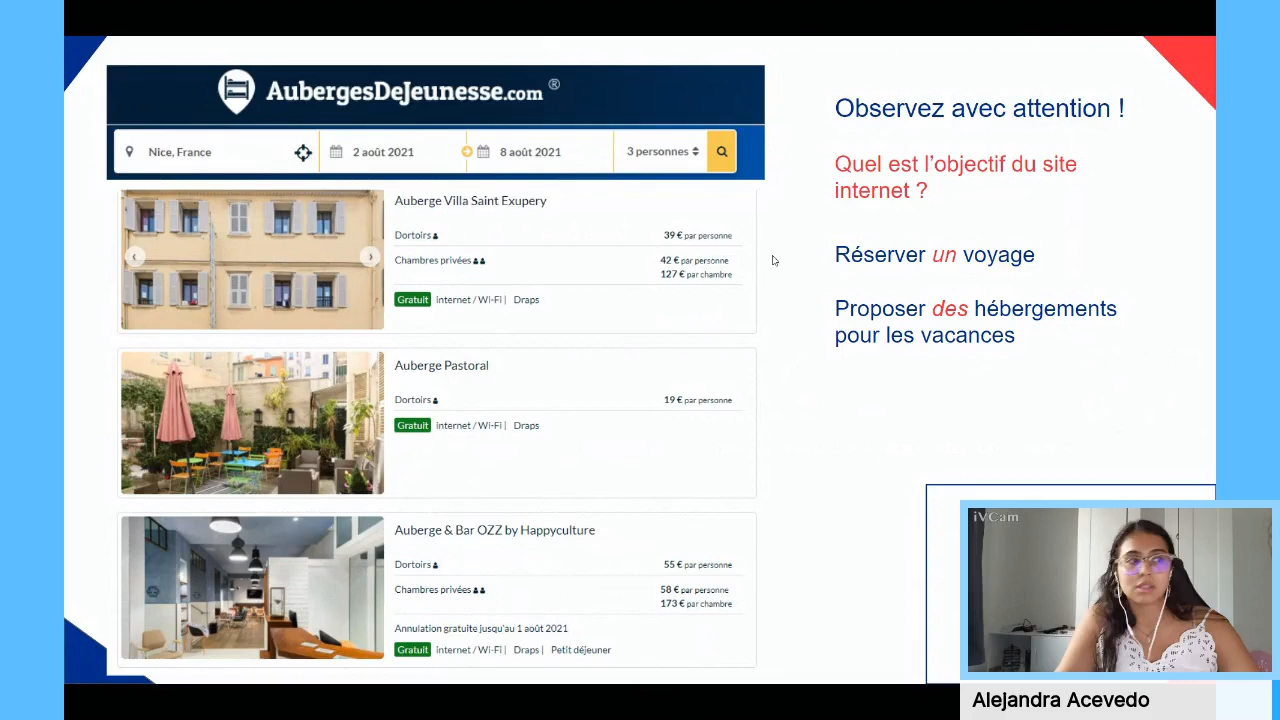 AubergesDeJeunesse.com ®
Nice, France 2 août 2021 8 août 2021 3 personnes
Auberge Villa Saint Exupery
Dortoirs 39 € par personne
Chambres privées 42 € par personne
127 € par chambre
Gratuit internet / Wi-Fi | Draps
Auberge Pastoral
Dortoirs 19 € par personne
Gratuit internet / Wi-Fi | Draps
Auberge & Bar OZZ by Happyculture
Dortoirs 55 € par personne
Chambres privées 58 € par personne
173 € par chambre
Annulation gratuite jusqu'au 1 août 2021
Gratuit internet / Wi-Fi | Draps | Petit déjeuner
Observez avec attention !
Quel est l’objectif du site
internet ?
Réserver un voyage
Proposer des hébergements
pour les vacances
iVCam
Alejandra Acevedo